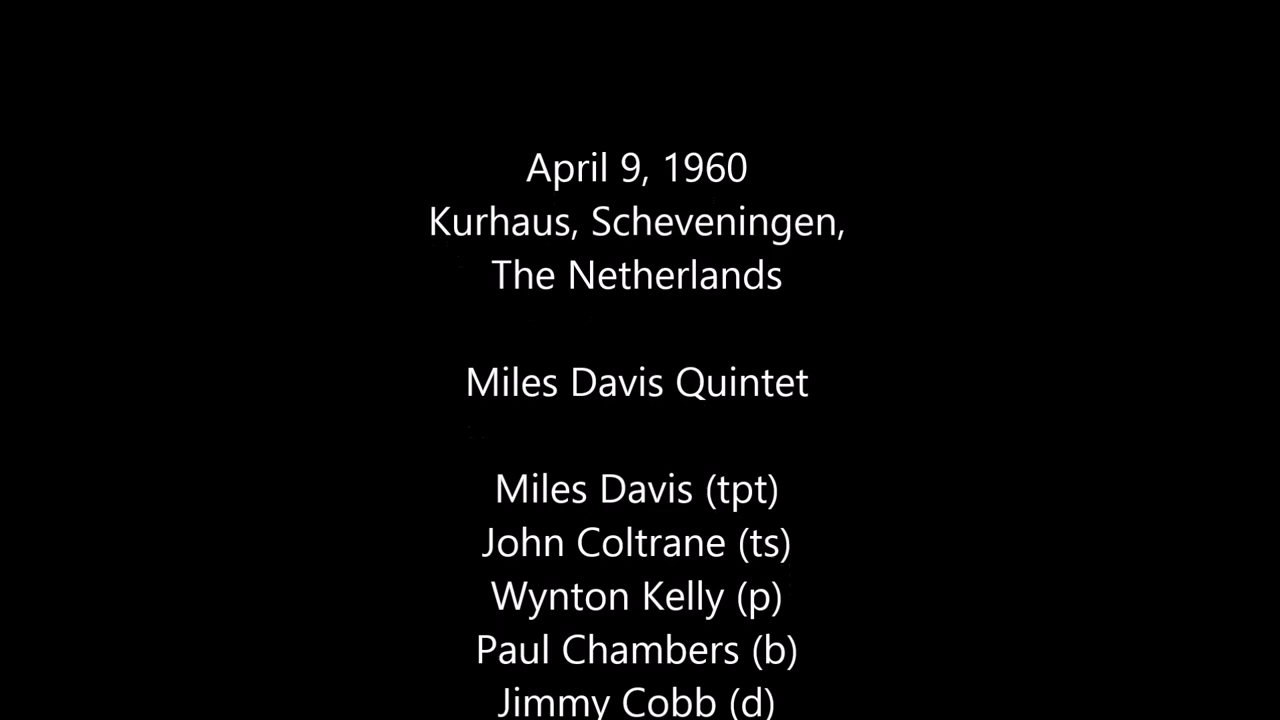 April 9, 1960
Kurhaus, Scheveningen,
The Netherlands
Miles Davis Quintet
Miles Davis (tpt)
John Coltrane (ts)
Wynton Kelly (p)
Paul Chambers (b)
Jimmy Cobb (d)